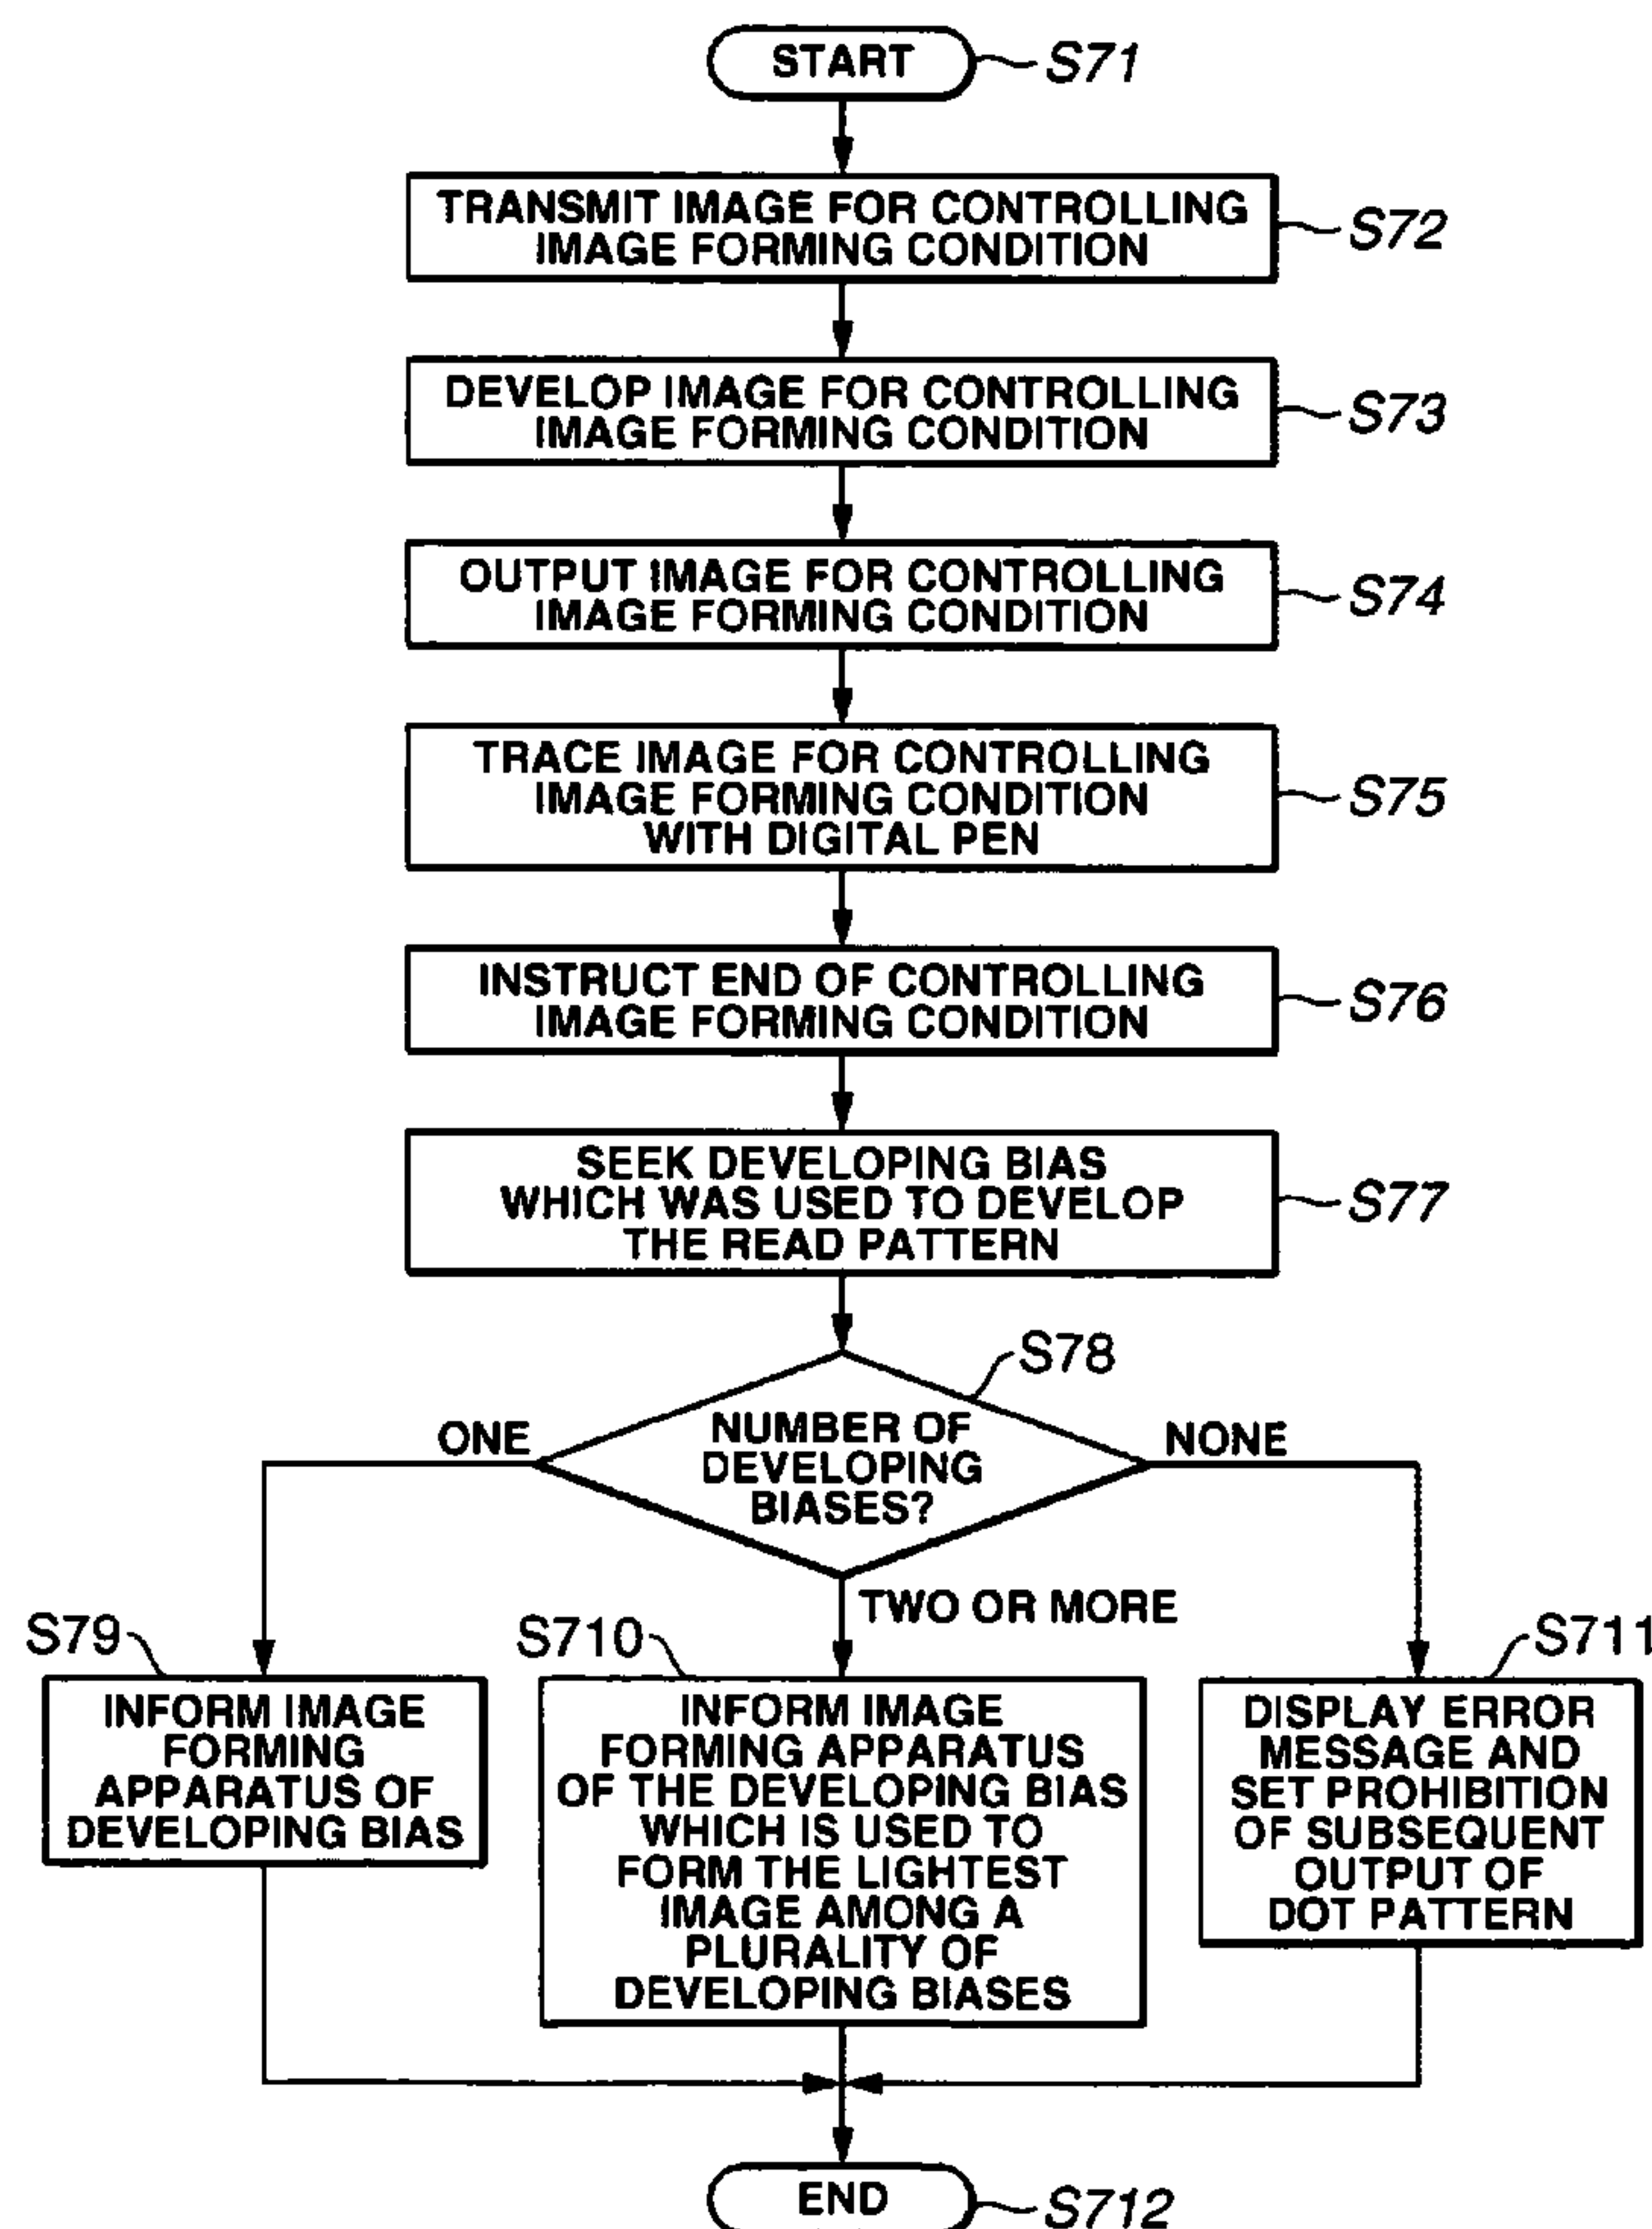 START
S71
TRANSMIT IMAGE FOR CONTROLLING
IMAGE FORMING CONDITION
S72
DEVELOP IMAGE FOR CONTROLLING
IMAGE FORMING CONDITION
S73
OUTPUT IMAGE FOR CONTROLLING
IMAGE FORMING CONDITION
S74
TRACE IMAGE FOR CONTROLLING
IMAGE FORMING CONDITION
WITH DIGITAL PEN
S75
INSTRUCT END OF CONTROLLING
IMAGE FORMING CONDITION
S76
SEEK DEVELOPING BIAS
WHICH WAS USED TO DEVELOP
THE READ PATTERN
S77
S78
NUMBER OF
DEVELOPING
BIASES?
ONE
NONE
TWO OR MORE
S79
INFORM IMAGE
FORMING
APPARATUS OF
DEVELOPING BIAS
S710
INFORM IMAGE
FORMING APPARATUS
OF THE DEVELOPING BIAS
WHICH IS USED TO
FORM THE LIGHTEST
IMAGE AMONG A
PLURALITY OF
DEVELOPING BIASES
S711
DISPLAY ERROR
MESSAGE AND
SET PROHIBITION
OF SUBSEQUENT
OUTPUT OF
DOT PATTERN
END
S712